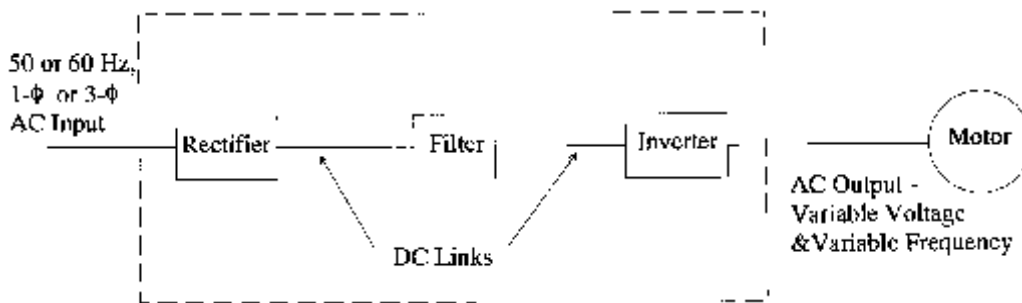 50 or 60 Hz,
1-ϕ or 3-ϕ
AC Input
Rectifier
Filter
Inverter
Motor
DC Links
AC Output -
Variable Voltage
&Variable Frequency